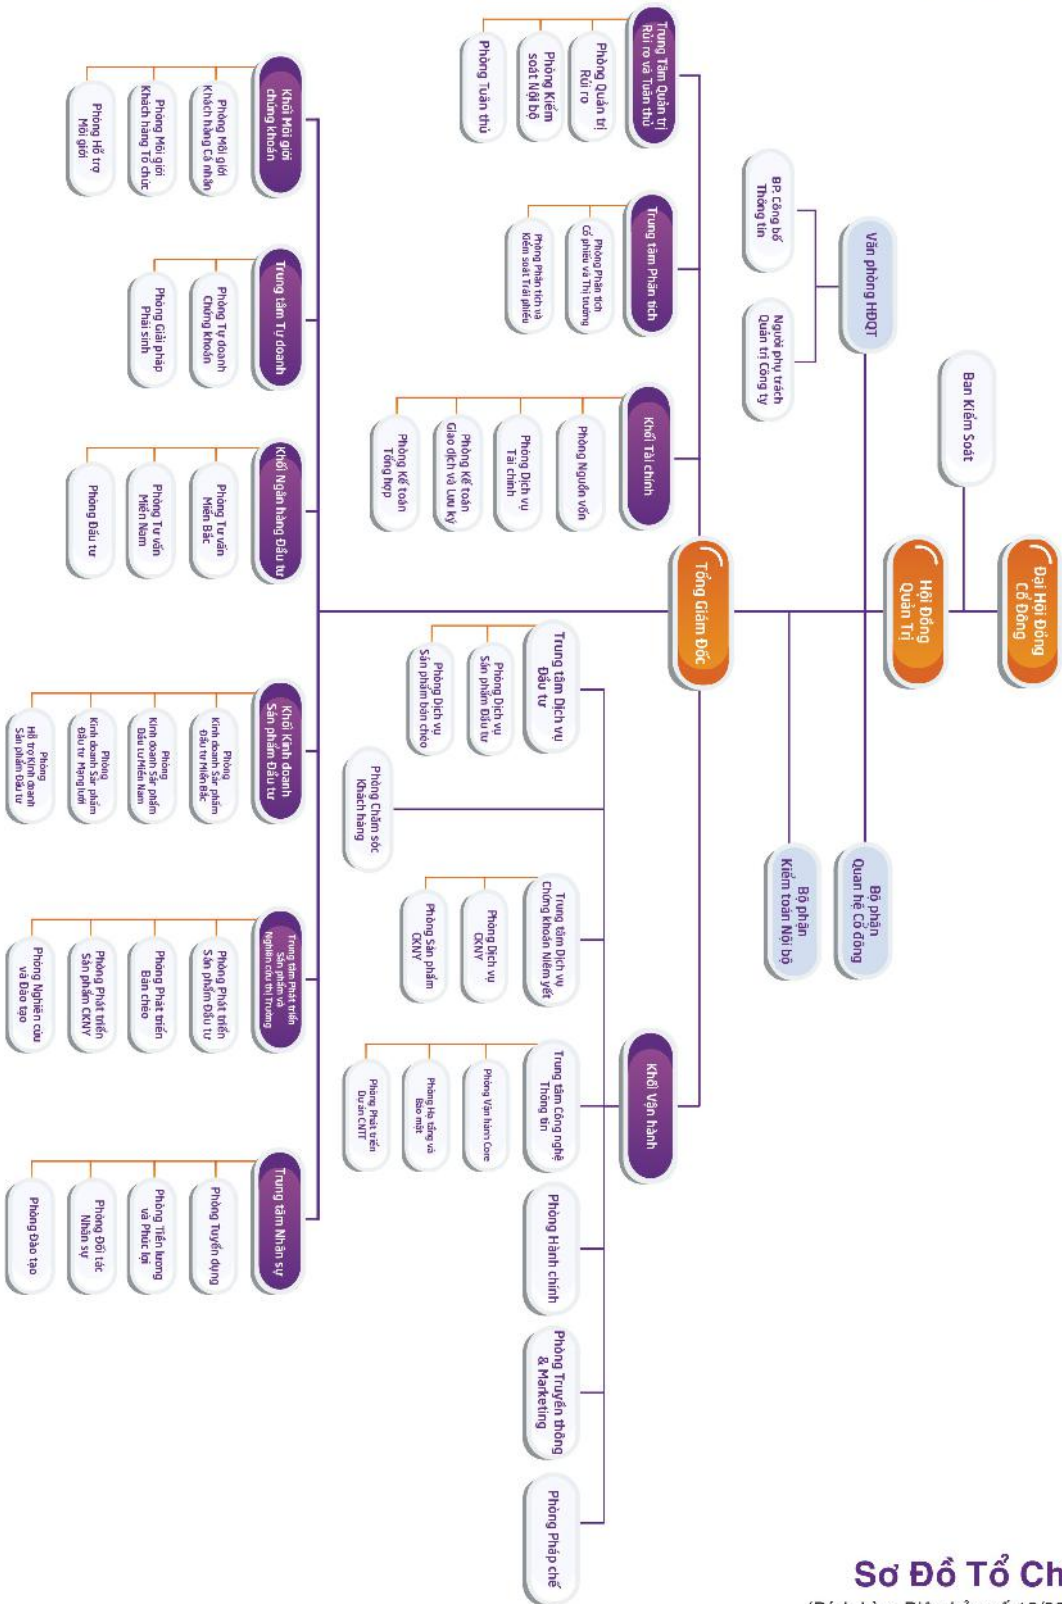 Sơ Đồ Tổ Ch
Đại Hội Đồng
Cổ Đông
Ban Kiểm Soát
Hội Đồng
Quản Trị
Văn phòng HĐQT
BP. Công bố
Thông tin
Người phụ trách
Quản trị Công ty
Bộ phận
Quan hệ Cổ đông
Bộ phận
Kiểm toán Nội bộ
Tổng Giám Đốc
Trung Tâm Quản trị
Rủi ro và Tuân thủ
Phòng Quản trị
Rủi ro
Phòng Kiểm
soát Nội bộ
Phòng Tuân thủ
Trung tâm Phân tích
Phòng Phân tích
Cổ phiếu và Thị trường
Phòng Phân tích và
Kiểm soát Trái phiếu
Khối Tài chính
Phòng Nguồn vốn
Phòng Dịch vụ
Tài chính
Phòng Kế toán
Giao dịch và Lưu ký
Phòng Kế toán
Tổng hợp
Khối Vận hành
Trung tâm Dịch vụ
Đầu tư
Phòng Dịch vụ
Sản phẩm Đầu tư
Phòng Dịch vụ
Sản phẩm bán chéo
Phòng Chăm sóc
Khách hàng
Trung tâm Dịch vụ
Chứng khoán Niêm yết
Phòng Dịch vụ
CKNY
Phòng Sản phẩm
CKNY
Trung tâm Công nghệ
Thông tin
Phòng Vận hành Core
Phòng Hạ tầng và
Bảo mật
Phòng Phát triển
Dự án CNTT
Phòng Hành chính
Phòng Truyền thông
& Marketing
Phòng Pháp chế
Khối Môi giới
chứng khoán
Phòng Môi giới
Khách hàng Cá nhân
Phòng Môi giới
Khách hàng Tổ chức
Phòng Hỗ trợ
Môi giới
Trung tâm Tự doanh
Phòng Tự doanh
Chứng khoán
Phòng Giải pháp
Phái sinh
Khối Ngân hàng Đầu tư
Phòng Tư vấn
Miền Bắc
Phòng Tư vấn
Miền Nam
Phòng Đầu tư
Khối Kinh doanh
Sản phẩm Đầu tư
Phòng
Kinh doanh Sản phẩm
Đầu tư Miền Bắc
Phòng
Kinh doanh Sản phẩm
Đầu tư Miền Nam
Phòng
Kinh doanh Sản phẩm
Đầu tư Mạng lưới
Phòng
Hỗ trợ Kinh doanh
Sản phẩm Đầu tư
Trung tâm Phát triển
Sản phẩm và
Nghiên cứu thị Trường
Phòng Phát triển
Sản phẩm Đầu tư
Phòng Phát triển
Bán chéo
Phòng Phát triển
Sản phẩm CKNY
Phòng Nghiên cứu
và Đào tạo
Trung tâm Nhân sự
Phòng Tuyển dụng
Phòng Tiền lương
và Phúc lợi
Phòng Đối tác
Nhân sự
Phòng Đào tạo